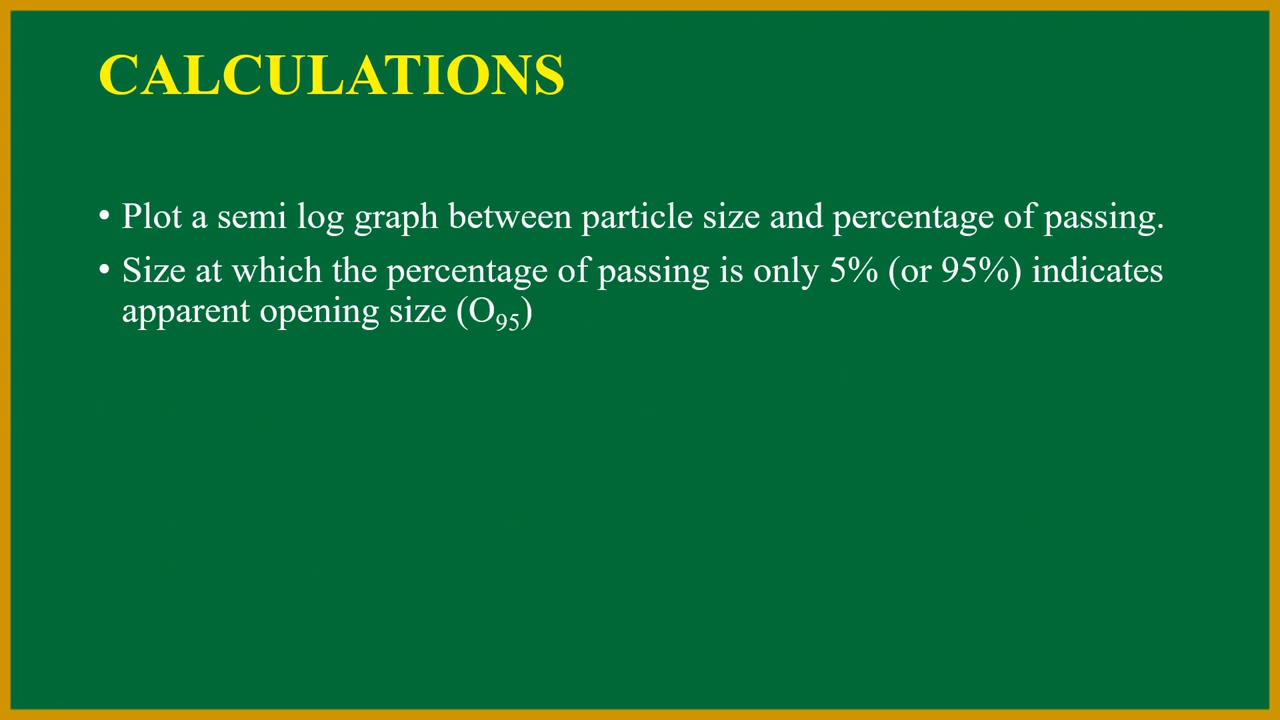 CALCULATIONS
• Plot a semi log graph between particle size and percentage of passing.
• Size at which the percentage of passing is only 5% (or 95%) indicates
apparent opening size (O₉₅)